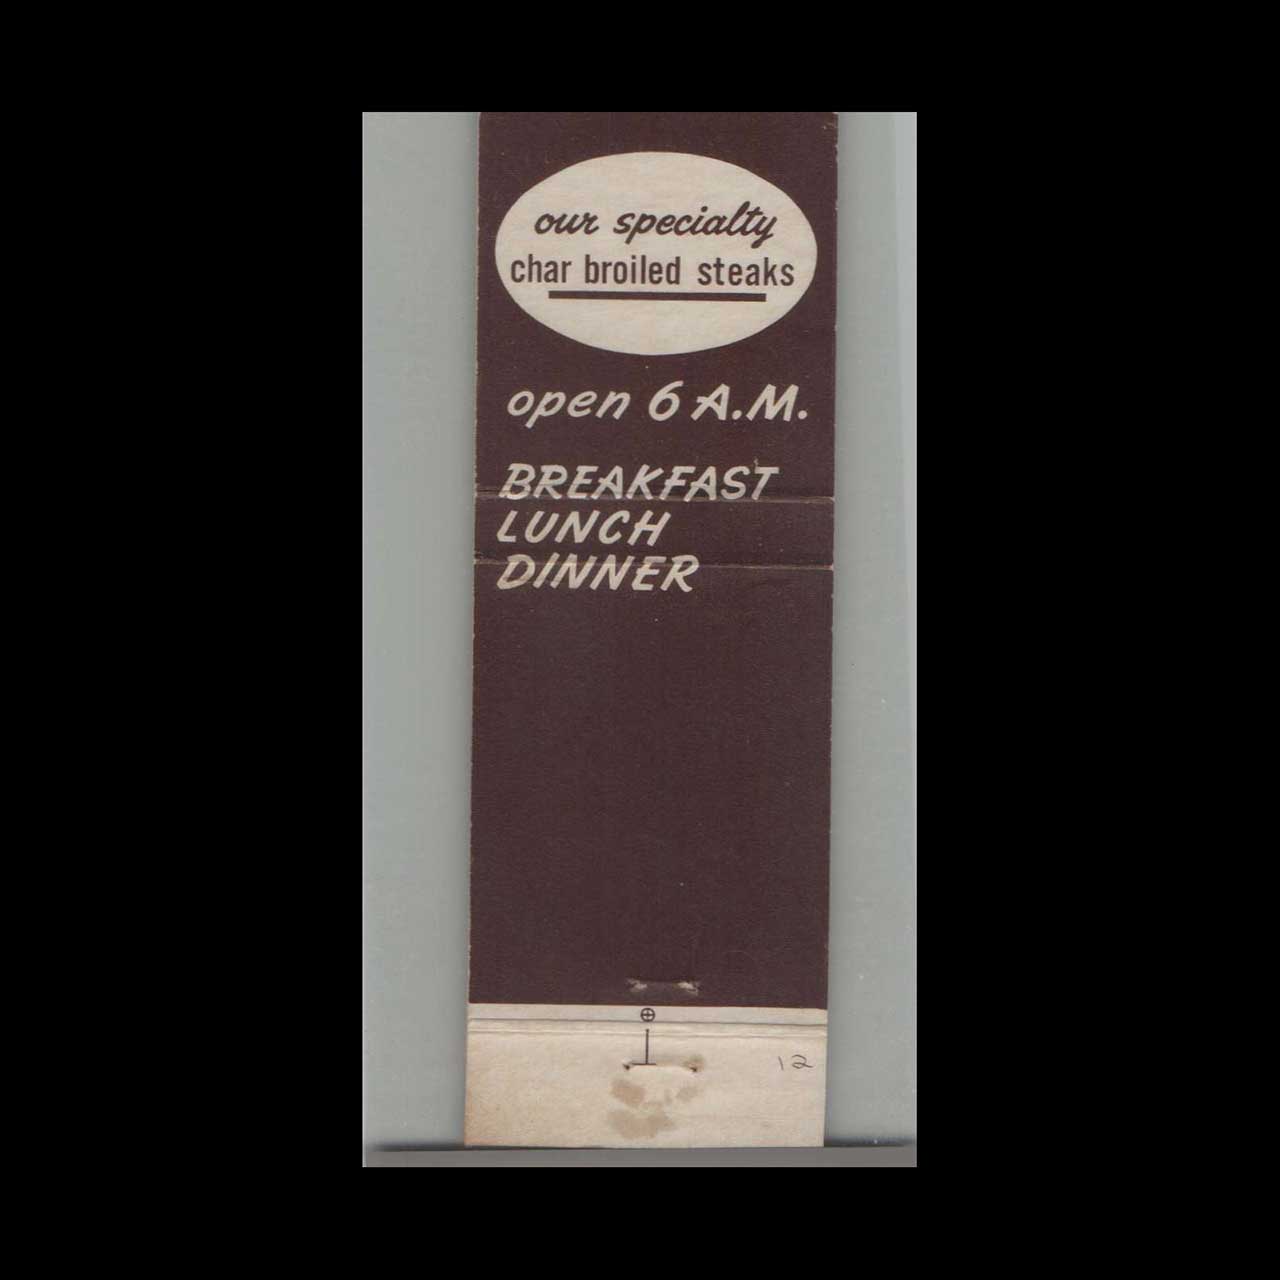 our specialty
char broiled steaks
open 6 A.M.
BREAKFAST
LUNCH
DINNER
12